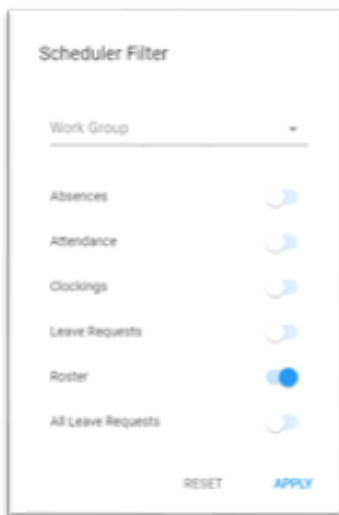 Scheduler Filter
Work Group
Absences
Attendance
Clockings
Leave Requests
Roster
All Leave Requests
RESET APPLY